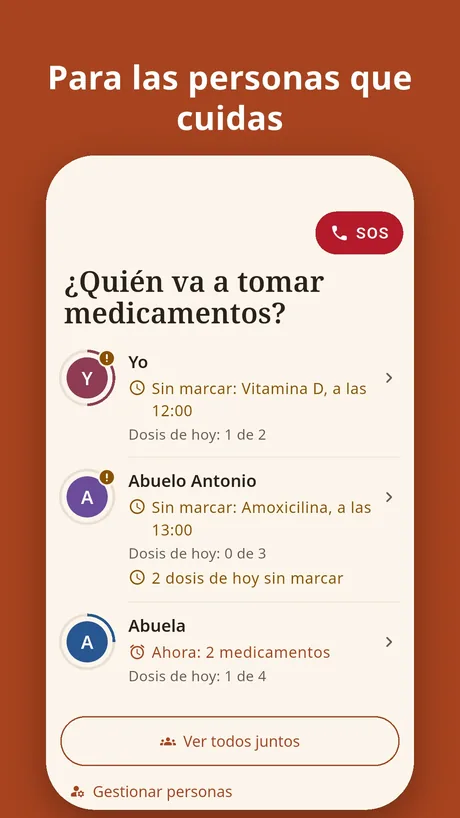 Para las personas que
cuidas
SOS
¿Quién va a tomar
medicamentos?
Y
!
Yo
Sin marcar: Vitamina D, a las
12:00
Dosis de hoy: 1 de 2
A
!
Abuelo Antonio
Sin marcar: Amoxicilina, a las
13:00
Dosis de hoy: 0 de 3
2 dosis de hoy sin marcar
A
Abuela
Ahora: 2 medicamentos
Dosis de hoy: 1 de 4
Ver todos juntos
Gestionar personas